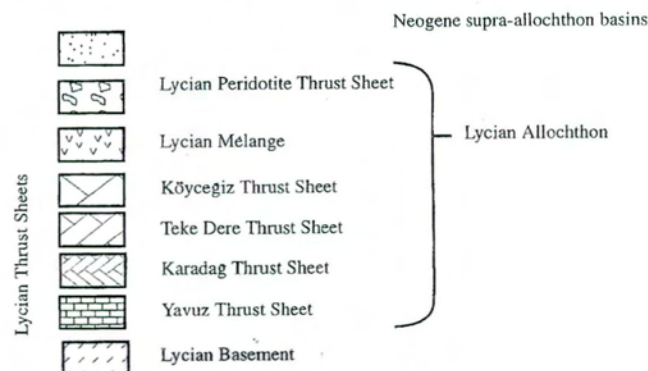 Neogene supra-allochthon basins
Lycian Peridotite Thrust Sheet
Lycian Mélange
Lycian Allochthon
Köycegiz Thrust Sheet
Teke Dere Thrust Sheet
Karadag Thrust Sheet
Yavuz Thrust Sheet
Lycian Basement
Lycian Thrust Sheets